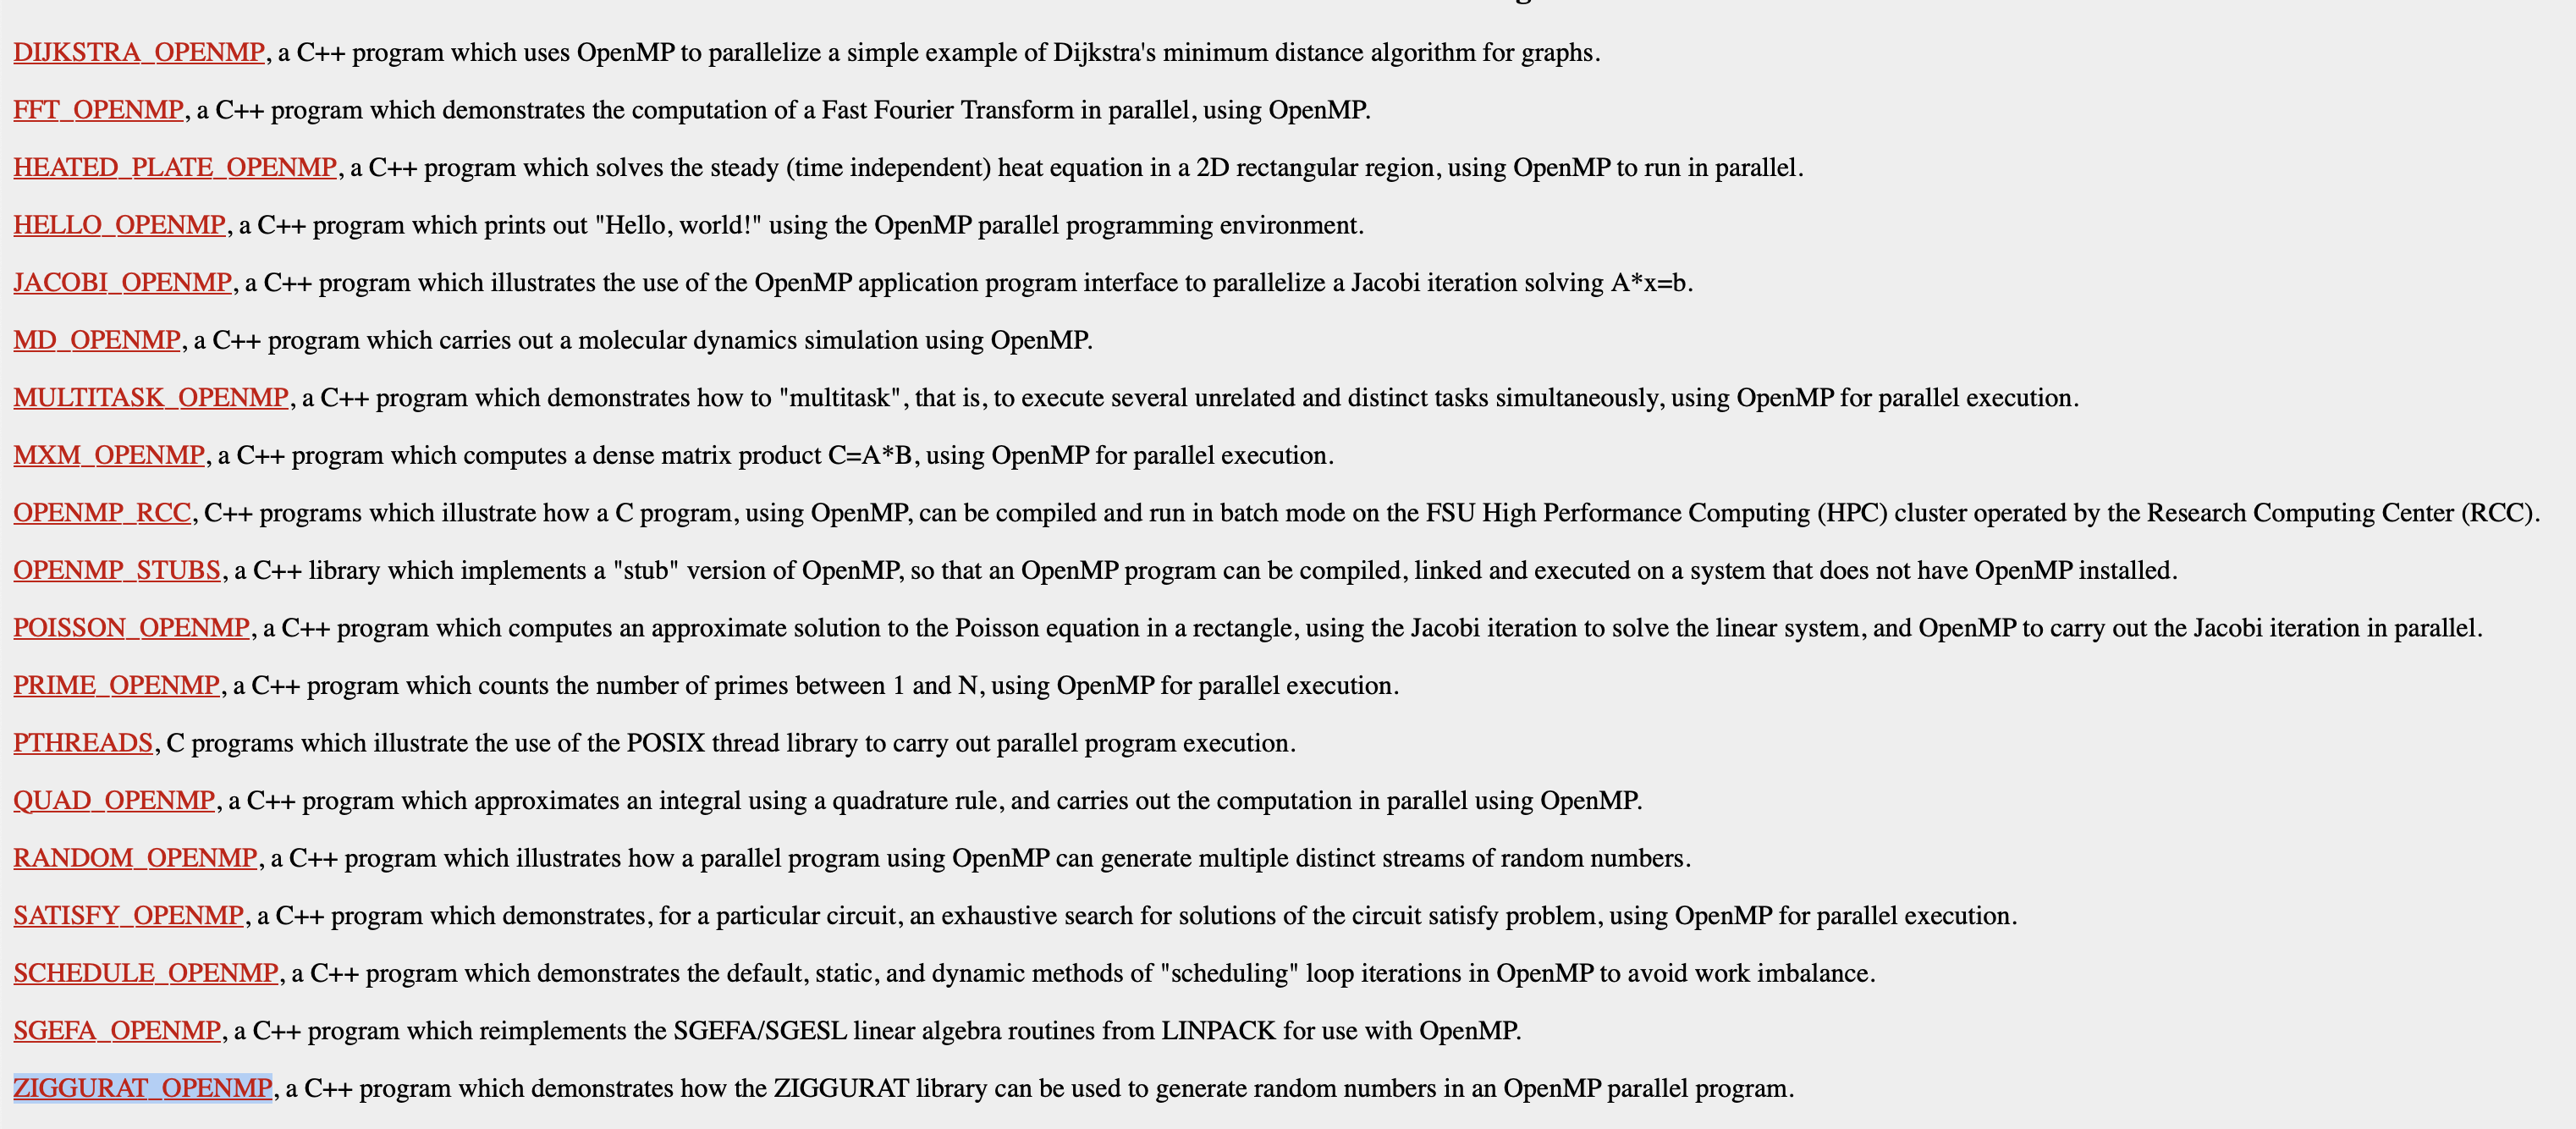 DIJKSTRA_OPENMP, a C++ program which uses OpenMP to parallelize a simple example of Dijkstra's minimum distance algorithm for graphs.
FFT_OPENMP, a C++ program which demonstrates the computation of a Fast Fourier Transform in parallel, using OpenMP.
HEATED_PLATE_OPENMP, a C++ program which solves the steady (time independent) heat equation in a 2D rectangular region, using OpenMP to run in parallel.
HELLO_OPENMP, a C++ program which prints out "Hello, world!" using the OpenMP parallel programming environment.
JACOBI_OPENMP, a C++ program which illustrates the use of the OpenMP application program interface to parallelize a Jacobi iteration solving A*x=b.
MD_OPENMP, a C++ program which carries out a molecular dynamics simulation using OpenMP.
MULTITASK_OPENMP, a C++ program which demonstrates how to "multitask", that is, to execute several unrelated and distinct tasks simultaneously, using OpenMP for parallel execution.
MXM_OPENMP, a C++ program which computes a dense matrix product C=A*B, using OpenMP for parallel execution.
OPENMP_RCC, C++ programs which illustrate how a C program, using OpenMP, can be compiled and run in batch mode on the FSU High Performance Computing (HPC) cluster operated by the Research Computing Center (RCC).
OPENMP_STUBS, a C++ library which implements a "stub" version of OpenMP, so that an OpenMP program can be compiled, linked and executed on a system that does not have OpenMP installed.
POISSON_OPENMP, a C++ program which computes an approximate solution to the Poisson equation in a rectangle, using the Jacobi iteration to solve the linear system, and OpenMP to carry out the Jacobi iteration in parallel.
PRIME_OPENMP, a C++ program which counts the number of primes between 1 and N, using OpenMP for parallel execution.
PTHREADS, C programs which illustrate the use of the POSIX thread library to carry out parallel program execution.
QUAD_OPENMP, a C++ program which approximates an integral using a quadrature rule, and carries out the computation in parallel using OpenMP.
RANDOM_OPENMP, a C++ program which illustrates how a parallel program using OpenMP can generate multiple distinct streams of random numbers.
SATISFY_OPENMP, a C++ program which demonstrates, for a particular circuit, an exhaustive search for solutions of the circuit satisfy problem, using OpenMP for parallel execution.
SCHEDULE_OPENMP, a C++ program which demonstrates the default, static, and dynamic methods of "scheduling" loop iterations in OpenMP to avoid work imbalance.
SGEFA_OPENMP, a C++ program which reimplements the SGEFA/SGESL linear algebra routines from LINPACK for use with OpenMP.
ZIGGURAT_OPENMP, a C++ program which demonstrates how the ZIGGURAT library can be used to generate random numbers in an OpenMP parallel program.